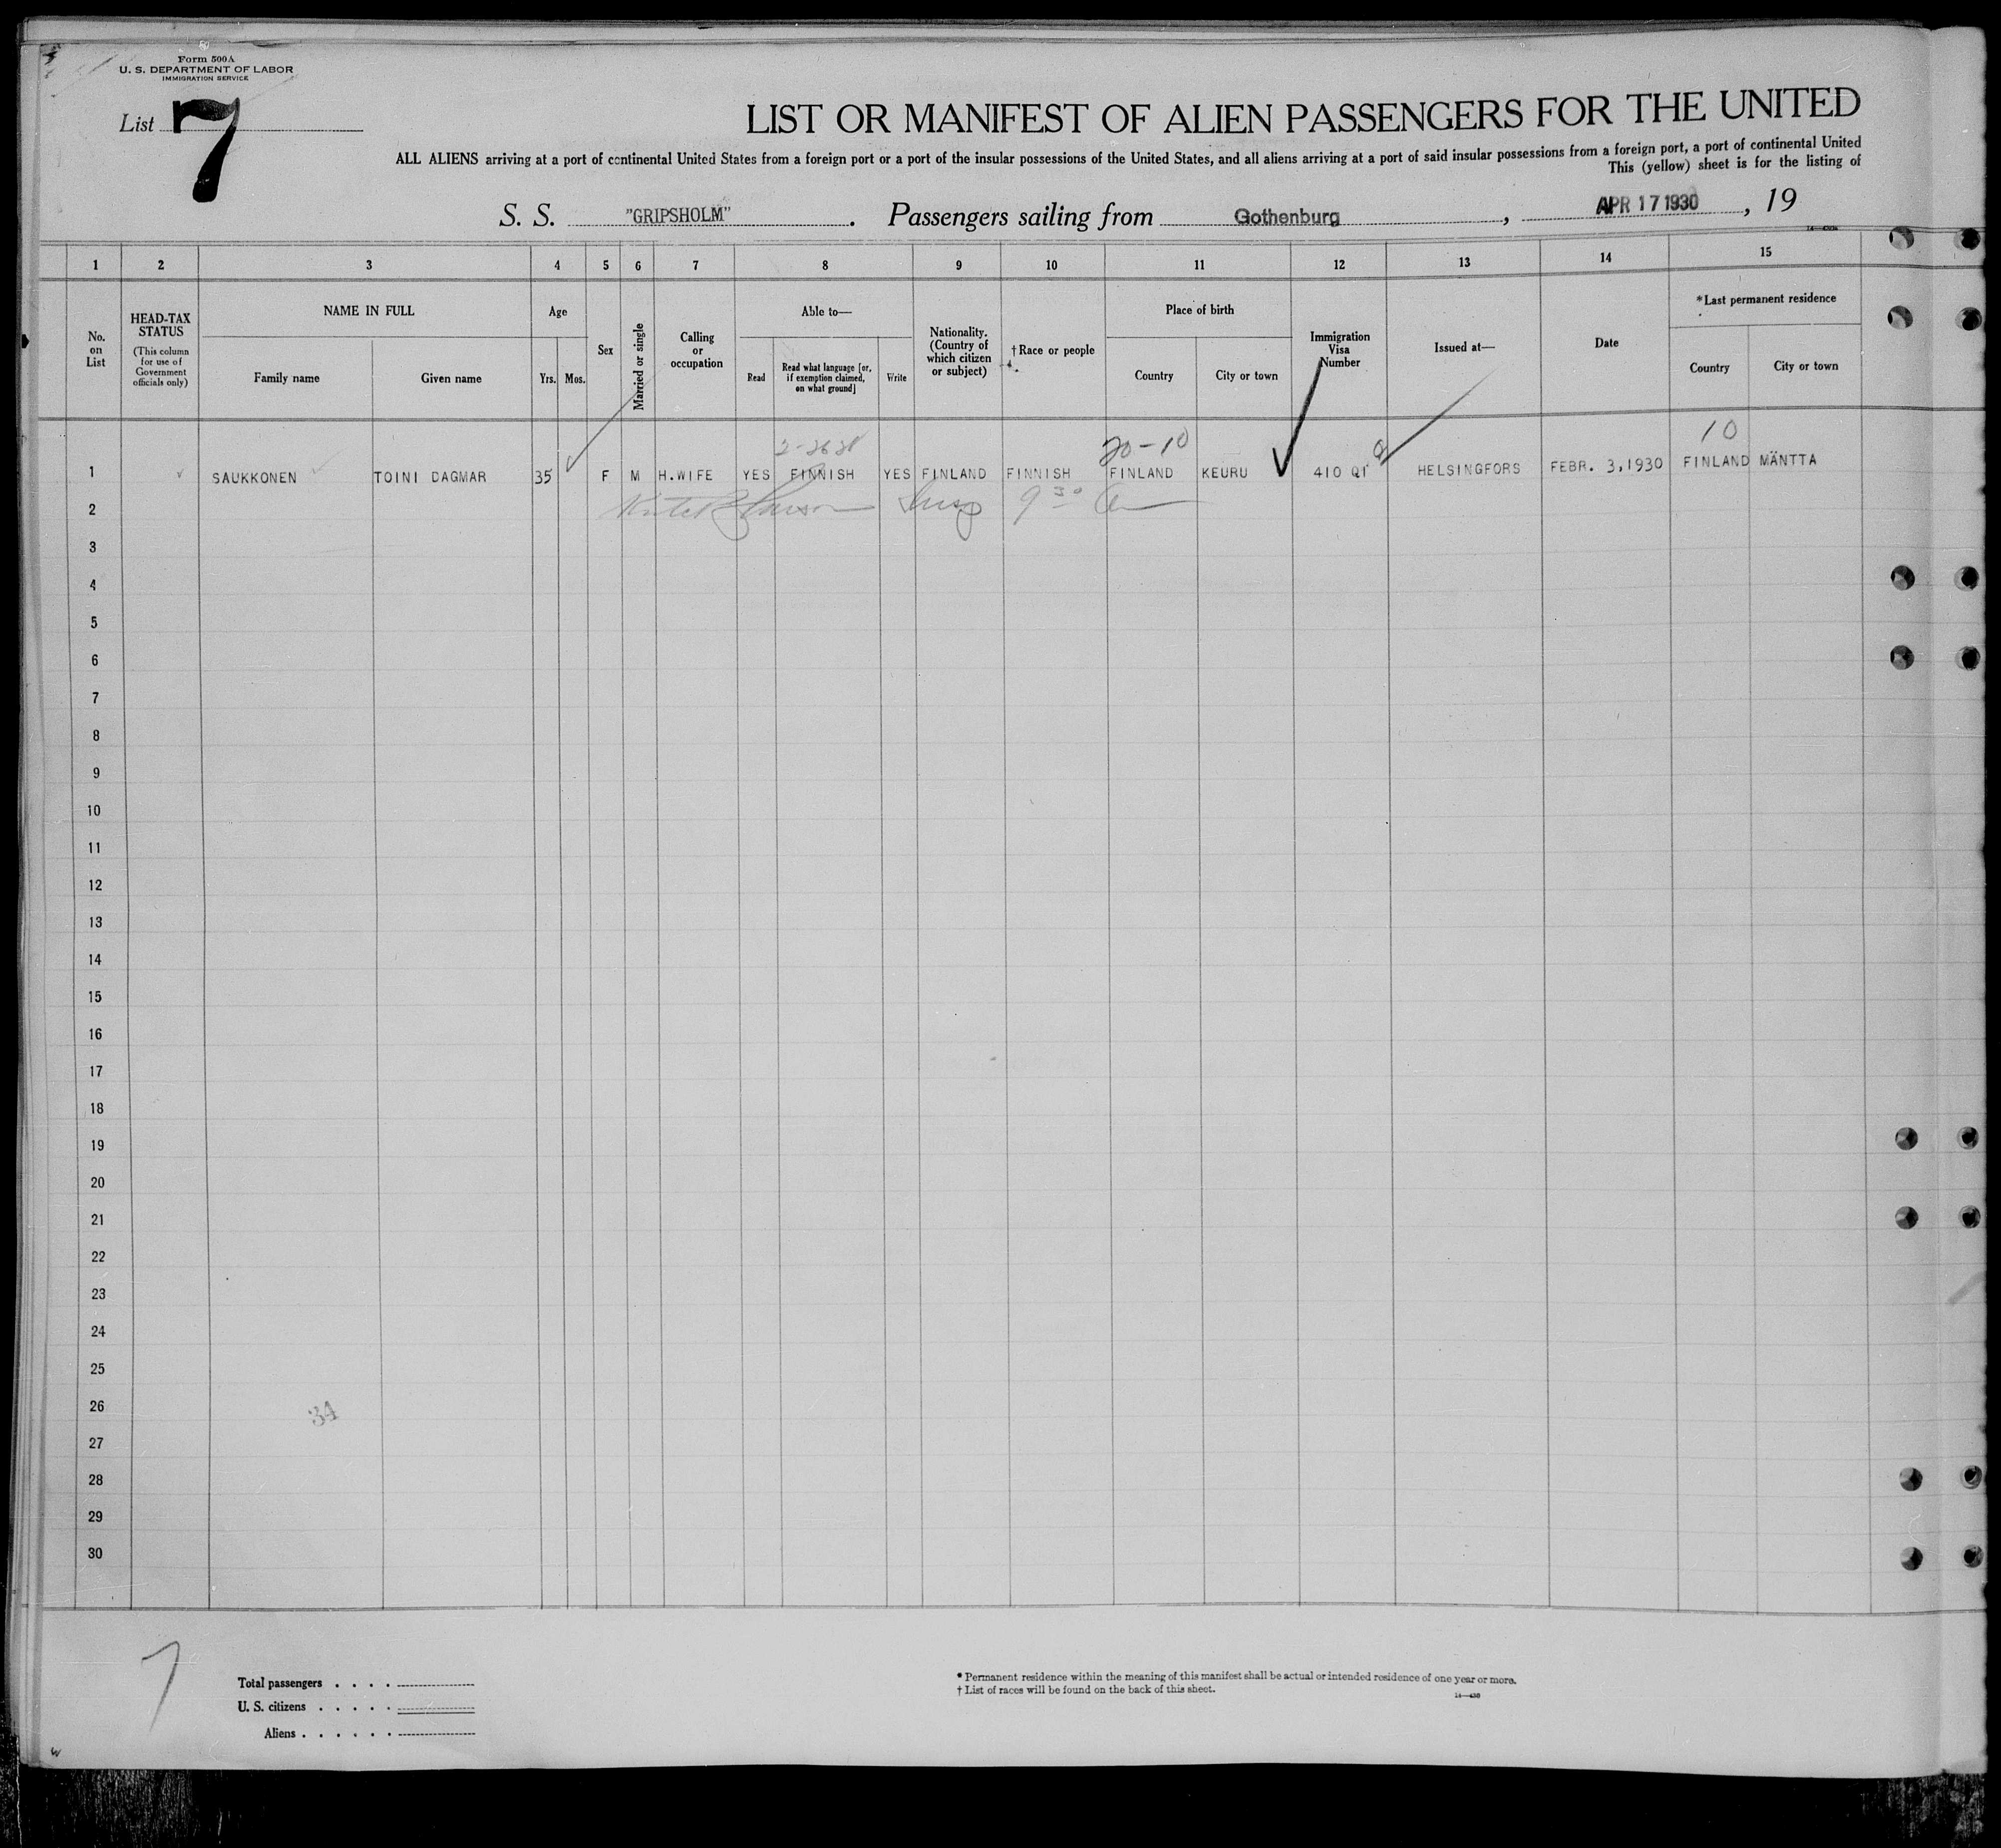 Form 500A
U. S. DEPARTMENT OF LABOR
IMMIGRATION SERVICE
List 7
LIST OR MANIFEST OF ALIEN PASSENGERS FOR THE UNITED
ALL ALIENS arriving at a port of continental United States from a foreign port or a port of the insular possessions of the United States, and all aliens arriving at a port of said insular possessions from a foreign port, a port of continental United
This (yellow) sheet is for the listing of
S. S. "GRIPSHOLM". Passengers sailing from Gothenburg, APR 17 1930, 19
1 2 3 4 5 6 7 8 9 10 11 12 13 14 15
No. on List
HEAD-TAX STATUS
(This column for use of Government officials only)
NAME IN FULL
Family name
Given name
Age
Yrs. Mos.
Sex
Married or single
Calling or occupation
Able to—
Read
Read what language [or, if exemption claimed, on what ground]
Write
Nationality. (Country of which citizen or subject)
†Race or people
Place of birth
Country
City or town
Immigration Visa Number
Issued at—
Date
*Last permanent residence
Country
City or town
20-10 10
1 SAUKKONEN TOINI DAGMAR 35 F M H.WIFE YES FINNISH YES FINLAND FINNISH FINLAND KEURU 410 QI HELSINGFORS FEBR. 3,1930 FINLAND MÄNTTA
2 9 30
3
4
5
6
7
8
9
10
11
12
13
14
15
16
17
18
19
20
21
22
23
24
25
26 34
27
28
29
30
7
Total passengers . . . .
U. S. citizens . . . . .
Aliens . . . . . .
* Permanent residence within the meaning of this manifest shall be actual or intended residence of one year or more.
† List of races will be found on the back of this sheet.